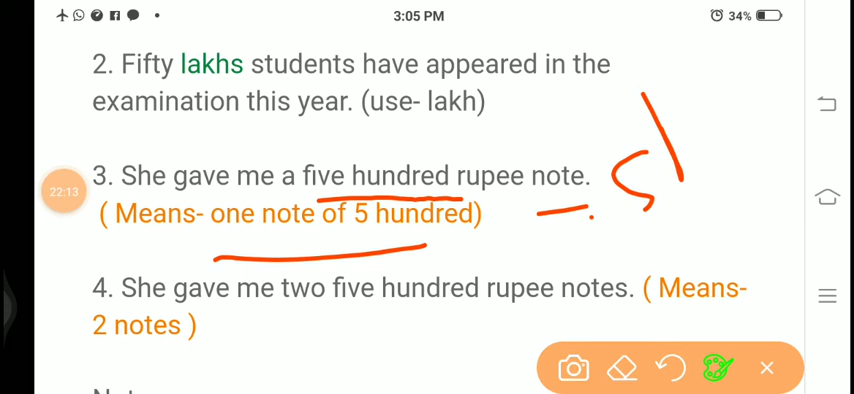 3:05 PM
34%
2. Fifty lakhs students have appeared in the
examination this year. (use- lakh)
22:13
3. She gave me a five hundred rupee note.
( Means- one note of 5 hundred)
4. She gave me two five hundred rupee notes. ( Means-
2 notes )